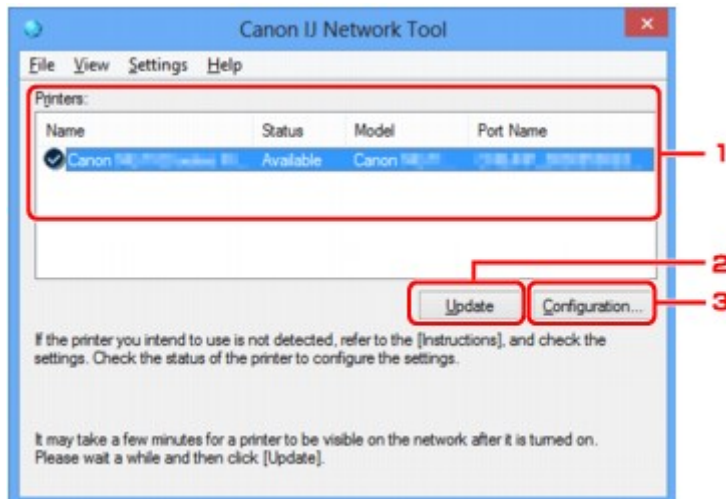 Canon IJ Network Tool
File View Settings Help
Printers:
Name Status Model Port Name
Canon Available Canon
1
2
3
Update Configuration...
If the printer you intend to use is not detected, refer to the [Instructions], and check the
settings. Check the status of the printer to configure the settings.
It may take a few minutes for a printer to be visible on the network after it is turned on.
Please wait a while and then click [Update].